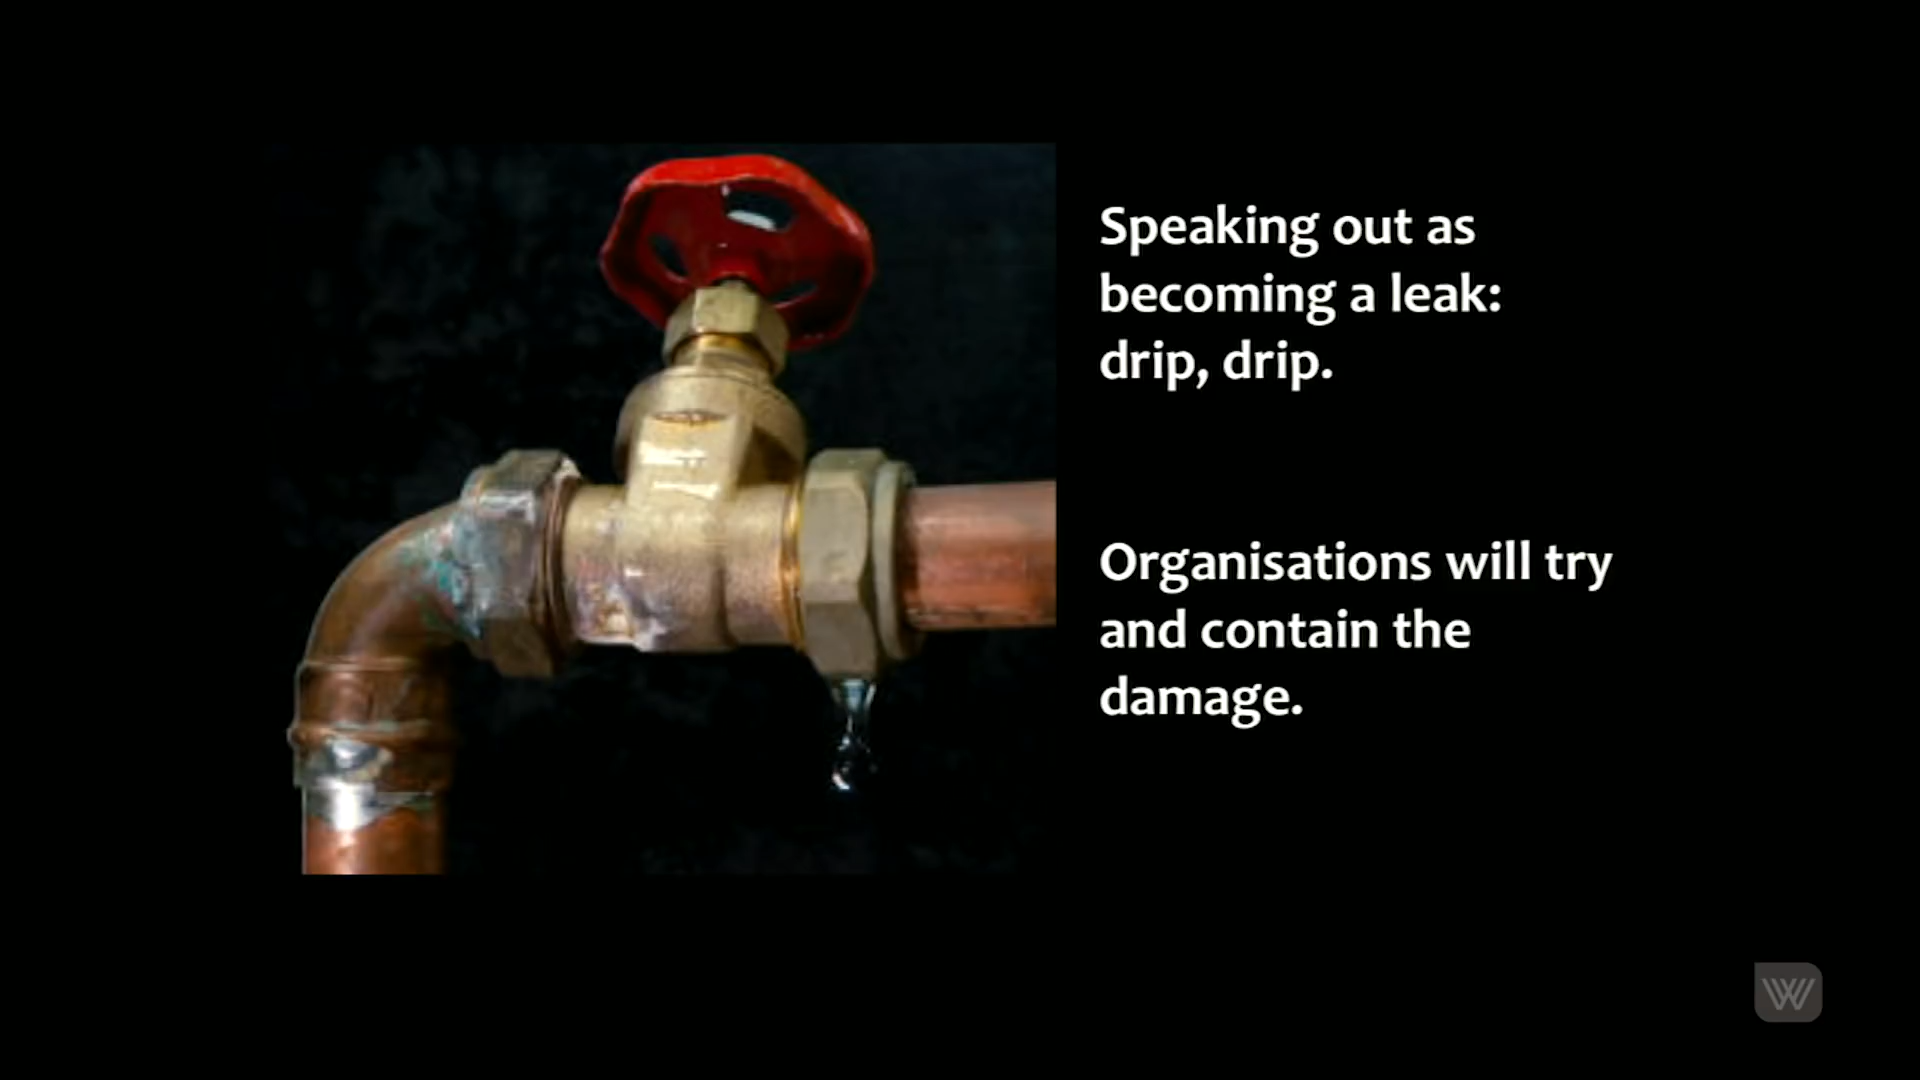 Speaking out as
becoming a leak:
drip, drip.
Organisations will try
and contain the
damage.
W